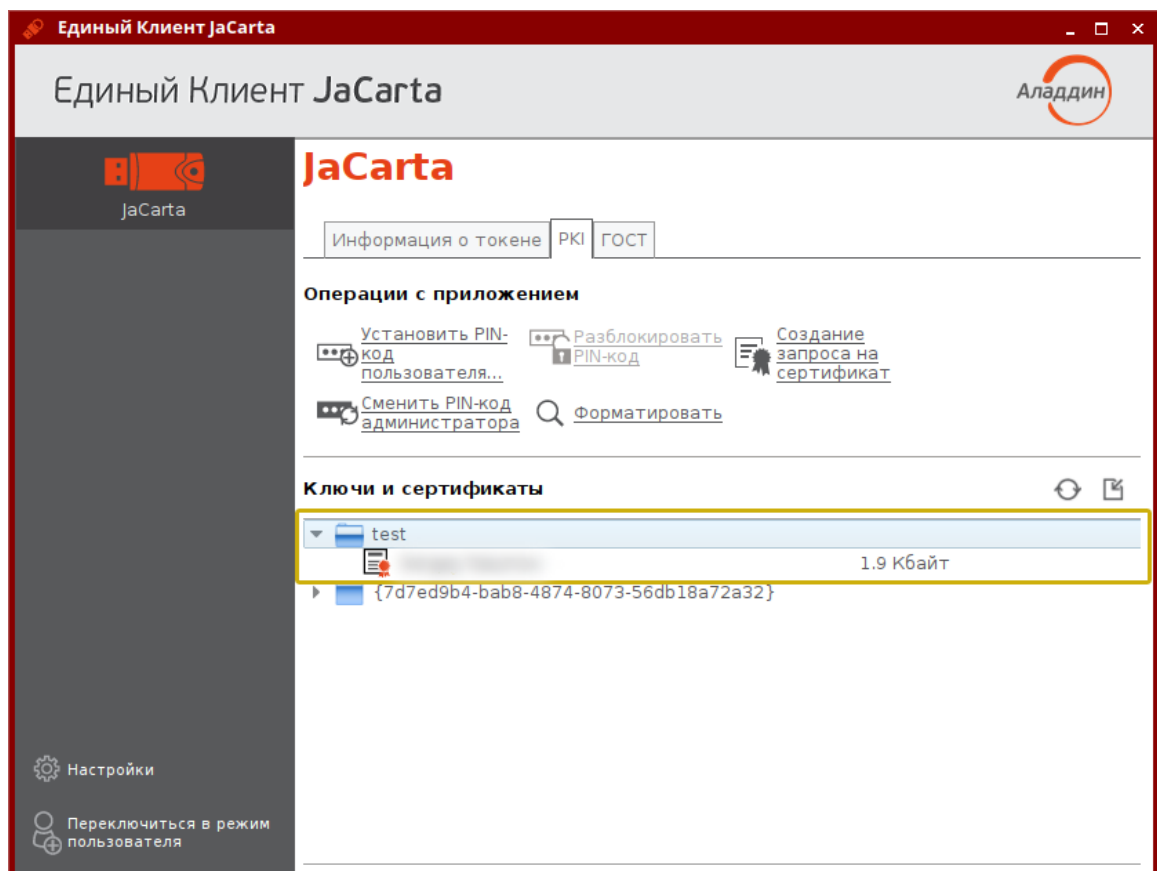 Единый Клиент JaCarta
Единый Клиент JaCarta
Аладдин
JaCarta
JaCarta
Информация о токене
PKI
ГОСТ
Операции с приложением
Установить PIN-
код
пользователя...
Разблокировать
PIN-код
Создание
запроса на
сертификат
Сменить PIN-код
администратора
Форматировать
Ключи и сертификаты
test
1.9 Кбайт
{7d7ed9b4-bab8-4874-8073-56db18a72a32}
Настройки
Переключиться в режим
пользователя